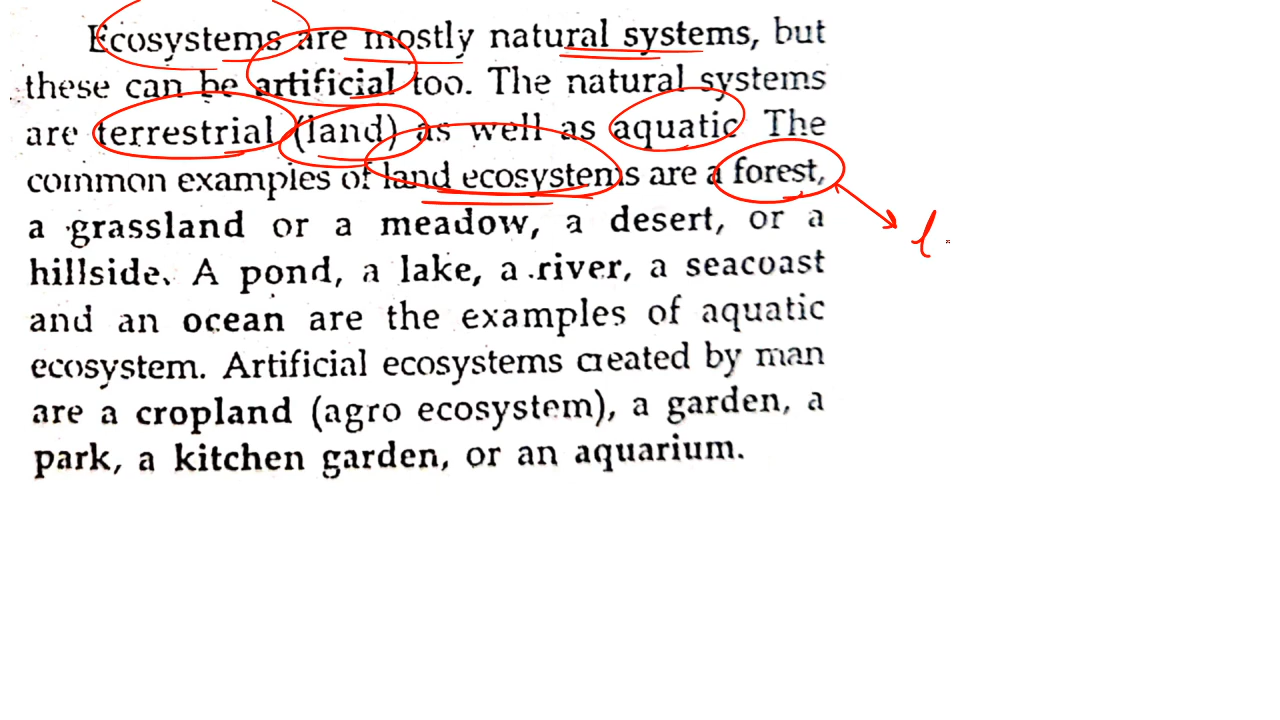 Ecosystems are mostly natural systems, but
these can be artificial too. The natural systems
are terrestrial (land) as well as aquatic The
common examples of land ecosystems are a forest,
a grassland or a meadow, a desert, or a
hillside. A pond, a lake, a river, a seacoast
and an ocean are the examples of aquatic
ecosystem. Artificial ecosystems created by man
are a cropland (agro ecosystem), a garden, a
park, a kitchen garden, or an aquarium.